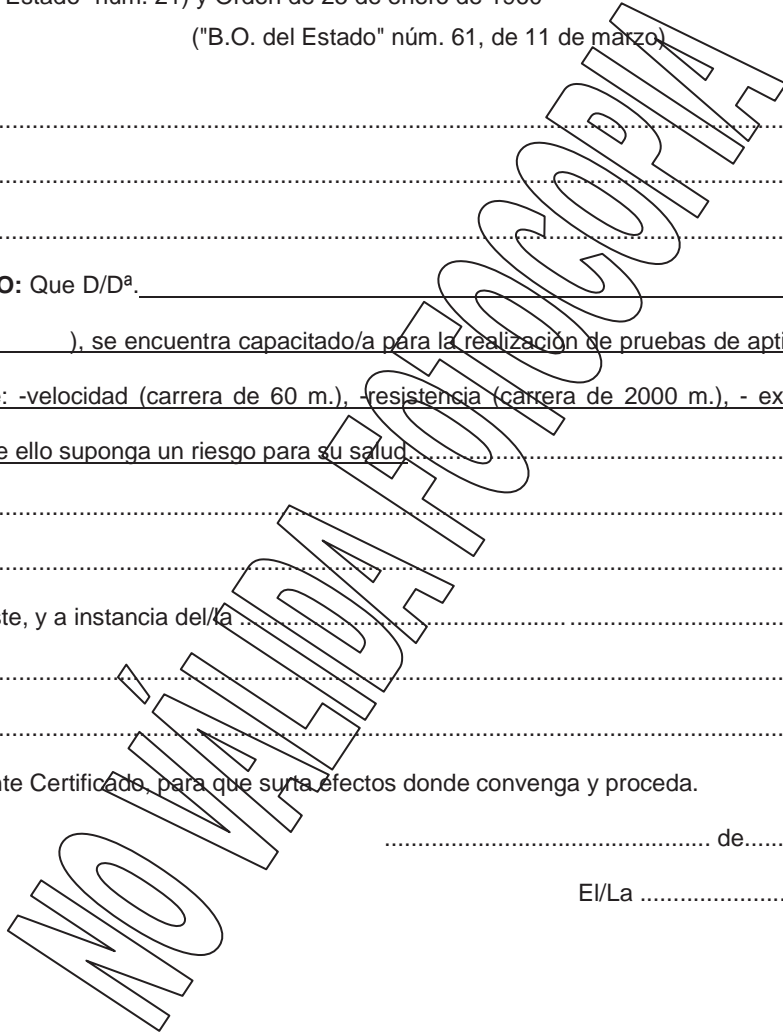 Estado" núm. 21) y Orden de 28 de enero de 1989
("B.O. del Estado" núm. 61, de 11 de marzo)
O: Que D/Dª.
), se encuentra capacitado/a para la realización de pruebas de apti
: -velocidad (carrera de 60 m.), -resistencia (carrera de 2000 m.), - ex
e ello suponga un riesgo para su salud
ste, y a instancia del/la
nte Certificado, para que surta efectos donde convenga y proceda.
de
El/La
NO VÁLIDA FOTOCOPIA